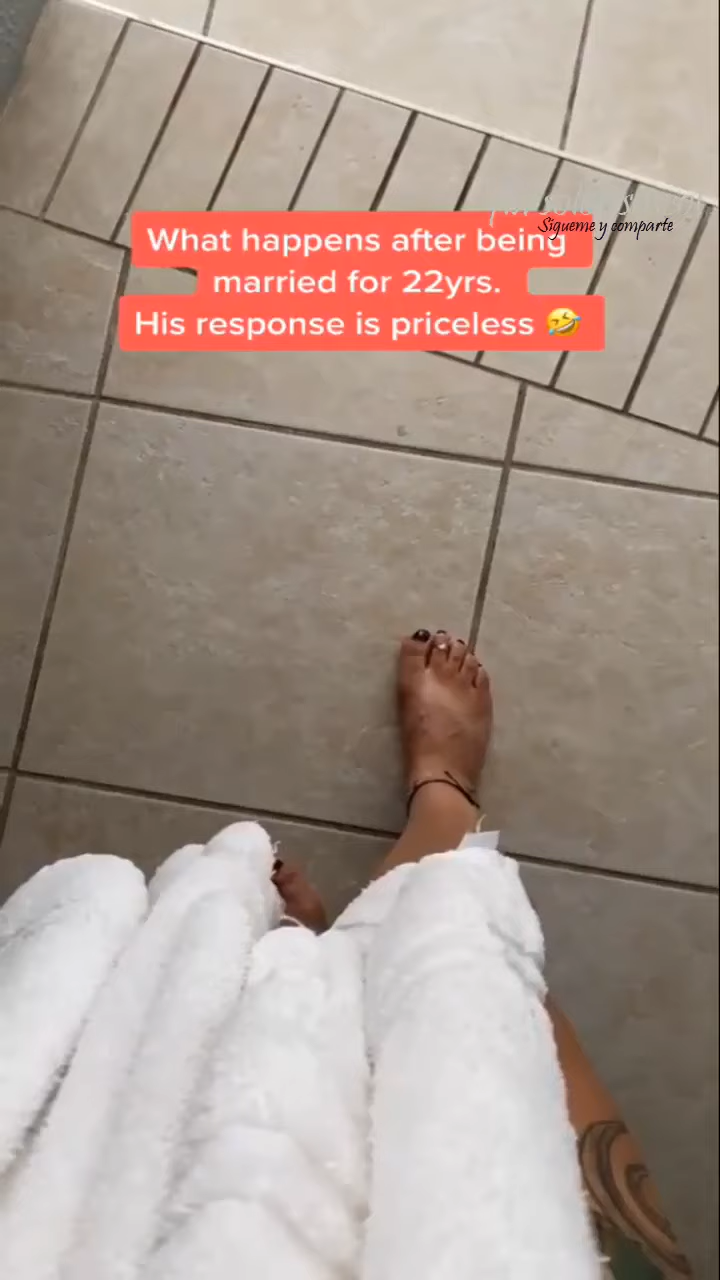 What happens after being
married for 22yrs.
His response is priceless 🤣
Sigueme y comparte